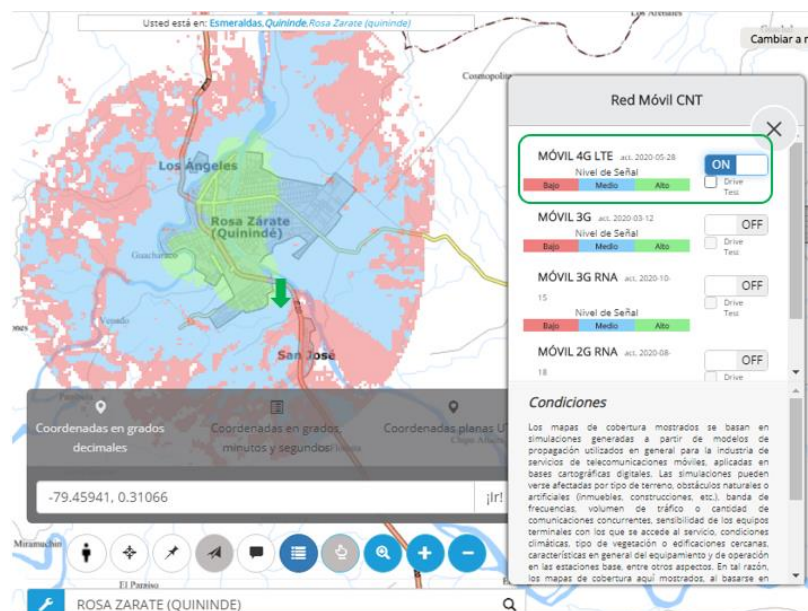 Los Arenales
Usted está en: Esmeraldas,Quininde,Rosa Zarate (quininde)
Cambiar a m
Cosmopolita
Red Móvil CNT
MÓVIL 4G LTE act. 2020-05-28
ON
Nivel de Señal
Bajo Medio Alto
Drive
Test
MÓVIL 3G act. 2020-03-12
OFF
Nivel de Señal
Bajo Medio Alto
Drive
Test
MÓVIL 3G RNA act. 2020-10-
15
OFF
Nivel de Señal
Bajo Medio Alto
Drive
Test
MÓVIL 2G RNA act. 2020-08-
18
OFF
Drive
Los Ángeles
Rosa Zárate
(Quinindé)
San José
Condiciones
Los mapas de cobertura mostrados se basan en
simulaciones generadas a partir de modelos de
propagación utilizados en general para la industria de
servicios de telecomunicaciones móviles, aplicadas en
bases cartográficas digitales. Las simulaciones pueden
verse afectadas por tipo de terreno, obstáculos naturales o
artificiales (inmuebles, construcciones, etc.), banda de
frecuencias, volumen de tráfico o cantidad de
comunicaciones concurrentes, sensibilidad de los equipos
terminales con los que se accede al servicio, condiciones
climáticas, tipo de vegetación o edificaciones cercanas,
características en general del equipamiento y de operación
en las estaciones base, entre otros aspectos. En tal razón,
los mapas de cobertura aquí mostrados, al basarse en
Coordenadas en grados
decimales
Coordenadas en grados,
minutos y segundos
Coordenadas planas UT
-79.45941, 0.31066
¡Ir!
El Paraiso
ROSA ZARATE (QUININDE)